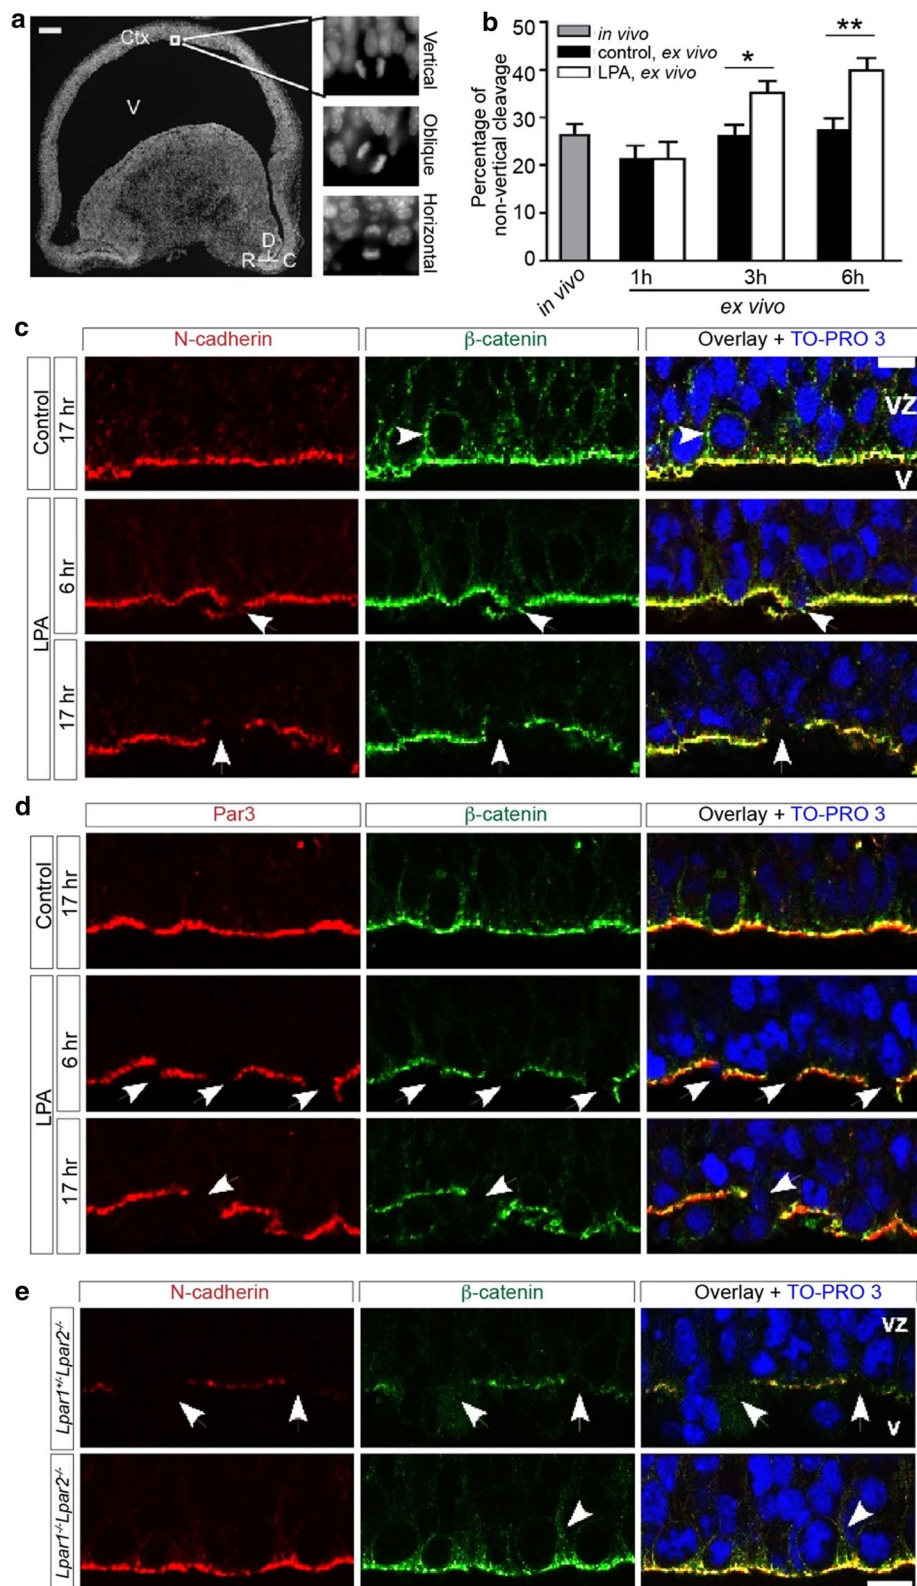 a
Ctx
V
D
R C
Vertical
Oblique
Horizontal
b
in vivo
control, ex vivo
LPA, ex vivo
*
**
Percentage of
non-vertical cleavage
50
40
30
20
10
0
in vivo
1h 3h 6h
ex vivo
c
N-cadherin β-catenin Overlay + TO-PRO 3
Control
17 hr
VZ
V
LPA
6 hr
17 hr
d
Par3 β-catenin Overlay + TO-PRO 3
Control
17 hr
LPA
6 hr
17 hr
e
N-cadherin β-catenin Overlay + TO-PRO 3
Lpar1+/-Lpar2-/-
VZ
V
Lpar1-/-Lpar2-/-